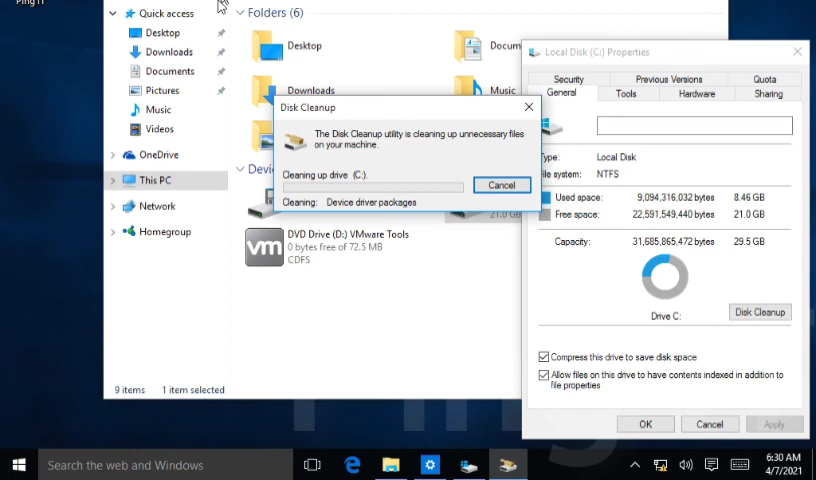 Ping IT
Quick access
Desktop
Downloads
Documents
Pictures
Music
Videos
OneDrive
This PC
Network
Homegroup
9 items 1 item selected
Folders (6)
Desktop
Docum
Downloads
Music
Devic
21.0 G
DVD Drive (D:) VMware Tools
vm
0 bytes free of 72.5 MB
CDFS
Disk Cleanup
The Disk Cleanup utility is cleaning up unnecessary files
on your machine.
Cleaning up drive (C:).
Cancel
Cleaning: Device driver packages
Local Disk (C:) Properties
Security Previous Versions Quota
General Tools Hardware Sharing
Type: Local Disk
File system: NTFS
Used space: 9,094,316,032 bytes 8.46 GB
Free space: 22,591,549,440 bytes 21.0 GB
Capacity: 31,685,865,472 bytes 29.5 GB
Drive C:
Disk Cleanup
Compress this drive to save disk space
Allow files on this drive to have contents indexed in addition to
file properties
OK Cancel Apply
Search the web and Windows
6:30 AM
4/7/2021